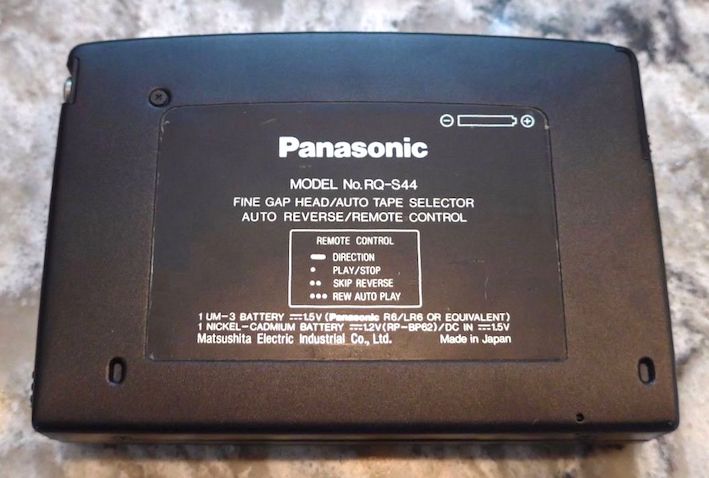 ⊖ ⊕
Panasonic
MODEL No. RQ-S44
FINE GAP HEAD/AUTO TAPE SELECTOR
AUTO REVERSE/REMOTE CONTROL
REMOTE CONTROL
DIRECTION
• PLAY/STOP
•• SKIP REVERSE
••• REW AUTO PLAY
1 UM-3 BATTERY ⎓1.5V (Panasonic R6/LR6 OR EQUIVALENT)
1 NICKEL-CADMIUM BATTERY ⎓1.2V(RP-BP62)/DC IN ⎓1.5V
Matsushita Electric Industrial Co., Ltd. Made in Japan